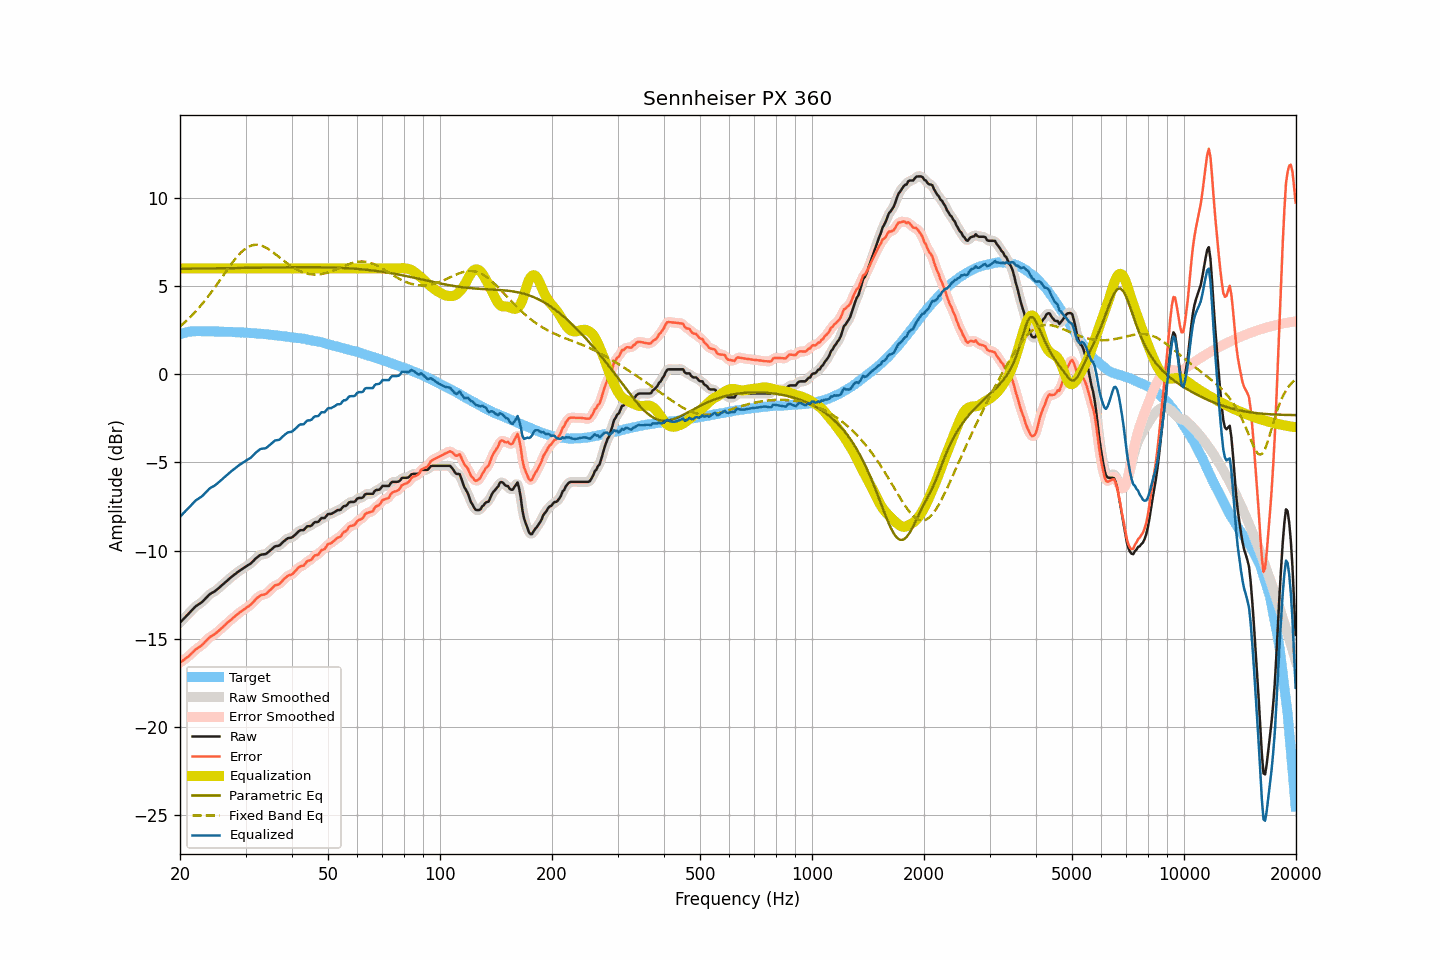 Sennheiser PX 360
Amplitude (dBr)
10
5
0
−5
−10
−15
−20
−25
Target
Raw Smoothed
Error Smoothed
Raw
Error
Equalization
Parametric Eq
Fixed Band Eq
Equalized
20 50 100 200 500 1000 2000 5000 10000 20000
Frequency (Hz)